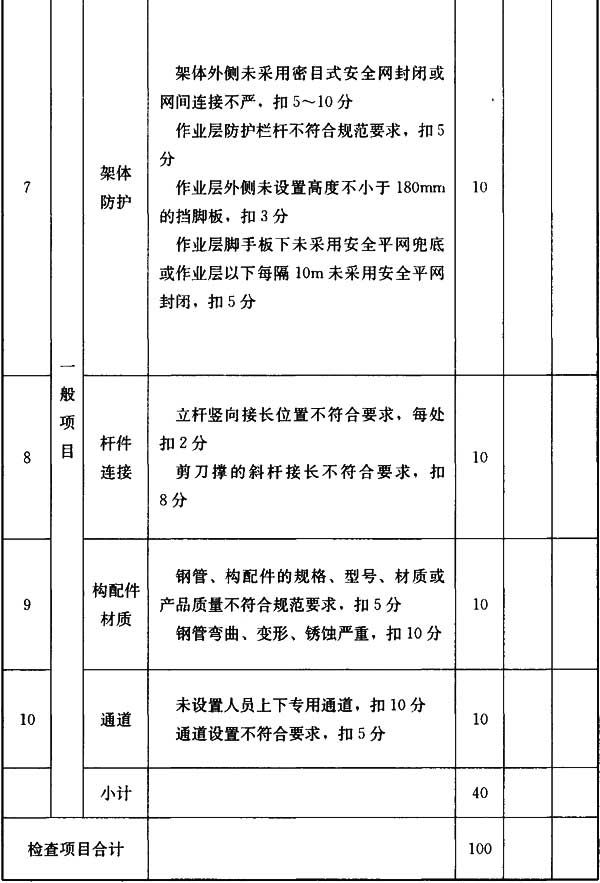 架体外侧未采用密目式安全网封闭或
网间连接不严，扣5～10分
作业层防护栏杆不符合规范要求，扣5
分
7
架体
防护
作业层外侧未设置高度不小于180mm
的挡脚板，扣3分
10
作业层脚手板下未采用安全平网兜底
或作业层以下每隔10m未采用安全平网
封闭，扣5分
一
般
项
目
8
杆件
连接
立杆竖向接长位置不符合要求，每处
扣2分
剪刀撑的斜杆接长不符合要求，扣
8分
10
9
构配件
材质
钢管、构配件的规格、型号、材质或
产品质量不符合规范要求，扣5分
钢管弯曲、变形、锈蚀严重，扣10分
10
10
通道
未设置人员上下专用通道，扣10分
通道设置不符合要求，扣5分
10
小计
40
检查项目合计
100